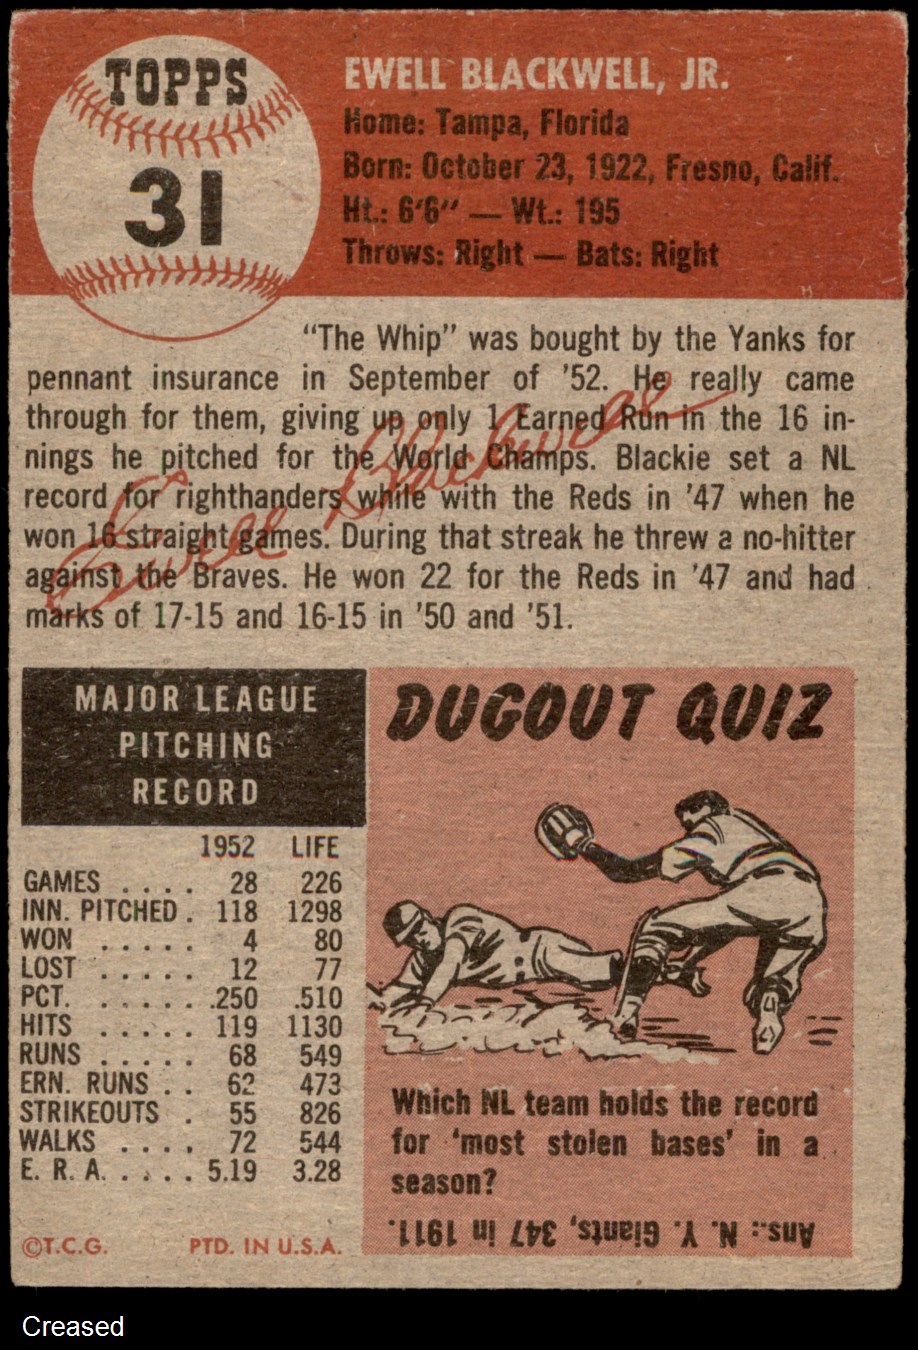 TOPPS
31
EWELL BLACKWELL, JR.
Home: Tampa, Florida
Born: October 23, 1922, Fresno, Calif.
Ht.: 6'6" — Wt.: 195
Throws: Right — Bats: Right
"The Whip" was bought by the Yanks for
pennant insurance in September of '52. He really came
through for them, giving up only 1 Earned Run in the 16 in-
nings he pitched for the World Champs. Blackie set a NL
record for righthanders while with the Reds in '47 when he
won 16 straight games. During that streak he threw a no-hitter
against the Braves. He won 22 for the Reds in '47 and had
marks of 17-15 and 16-15 in '50 and '51.
Ewell Blackwell
MAJOR LEAGUE
PITCHING
RECORD
1952 LIFE
GAMES . . . . 28 226
INN. PITCHED . 118 1298
WON . . . . . 4 80
LOST . . . . . 12 77
PCT. . . . . . .250 .510
HITS . . . . . 119 1130
RUNS . . . . . 68 549
ERN. RUNS . . 62 473
STRIKEOUTS . 55 826
WALKS . . . . 72 544
E. R. A. . . . . 5.19 3.28
©T.C.G. PTD. IN U.S.A.
DUGOUT QUIZ
Which NL team holds the record
for 'most stolen bases' in a
season?
Ans.: N. Y. Giants, 347 in 1911.
Creased